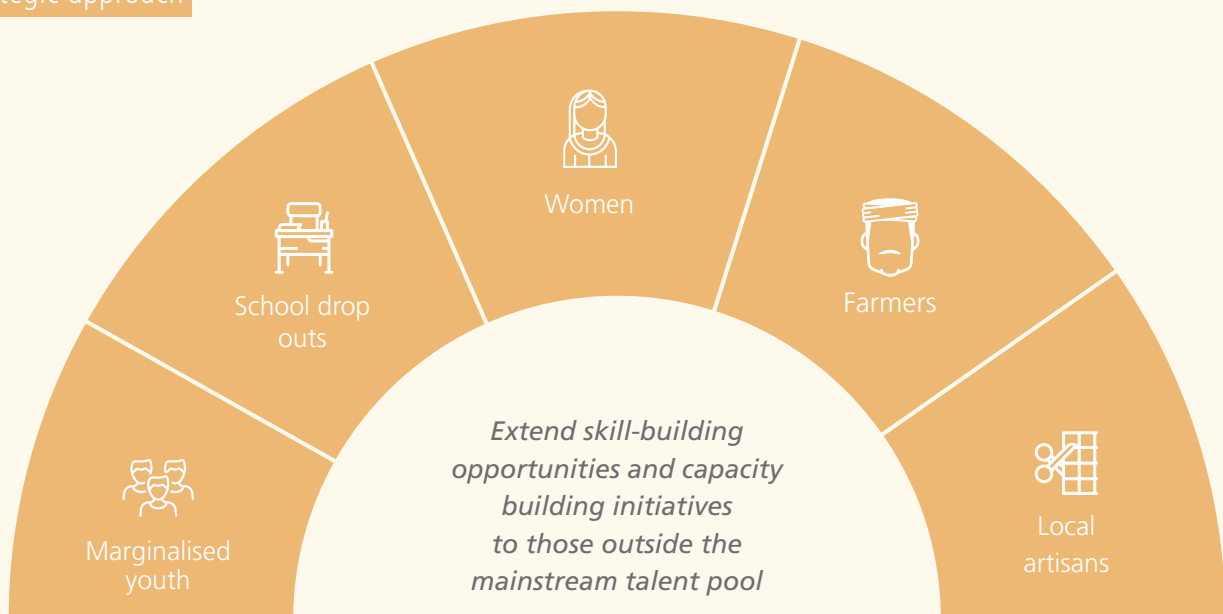 approach
Women
School drop
outs
Farmers
Marginalised
youth
Local
artisans
Extend skill-building
opportunities and capacity
building initiatives
to those outside the
mainstream talent pool